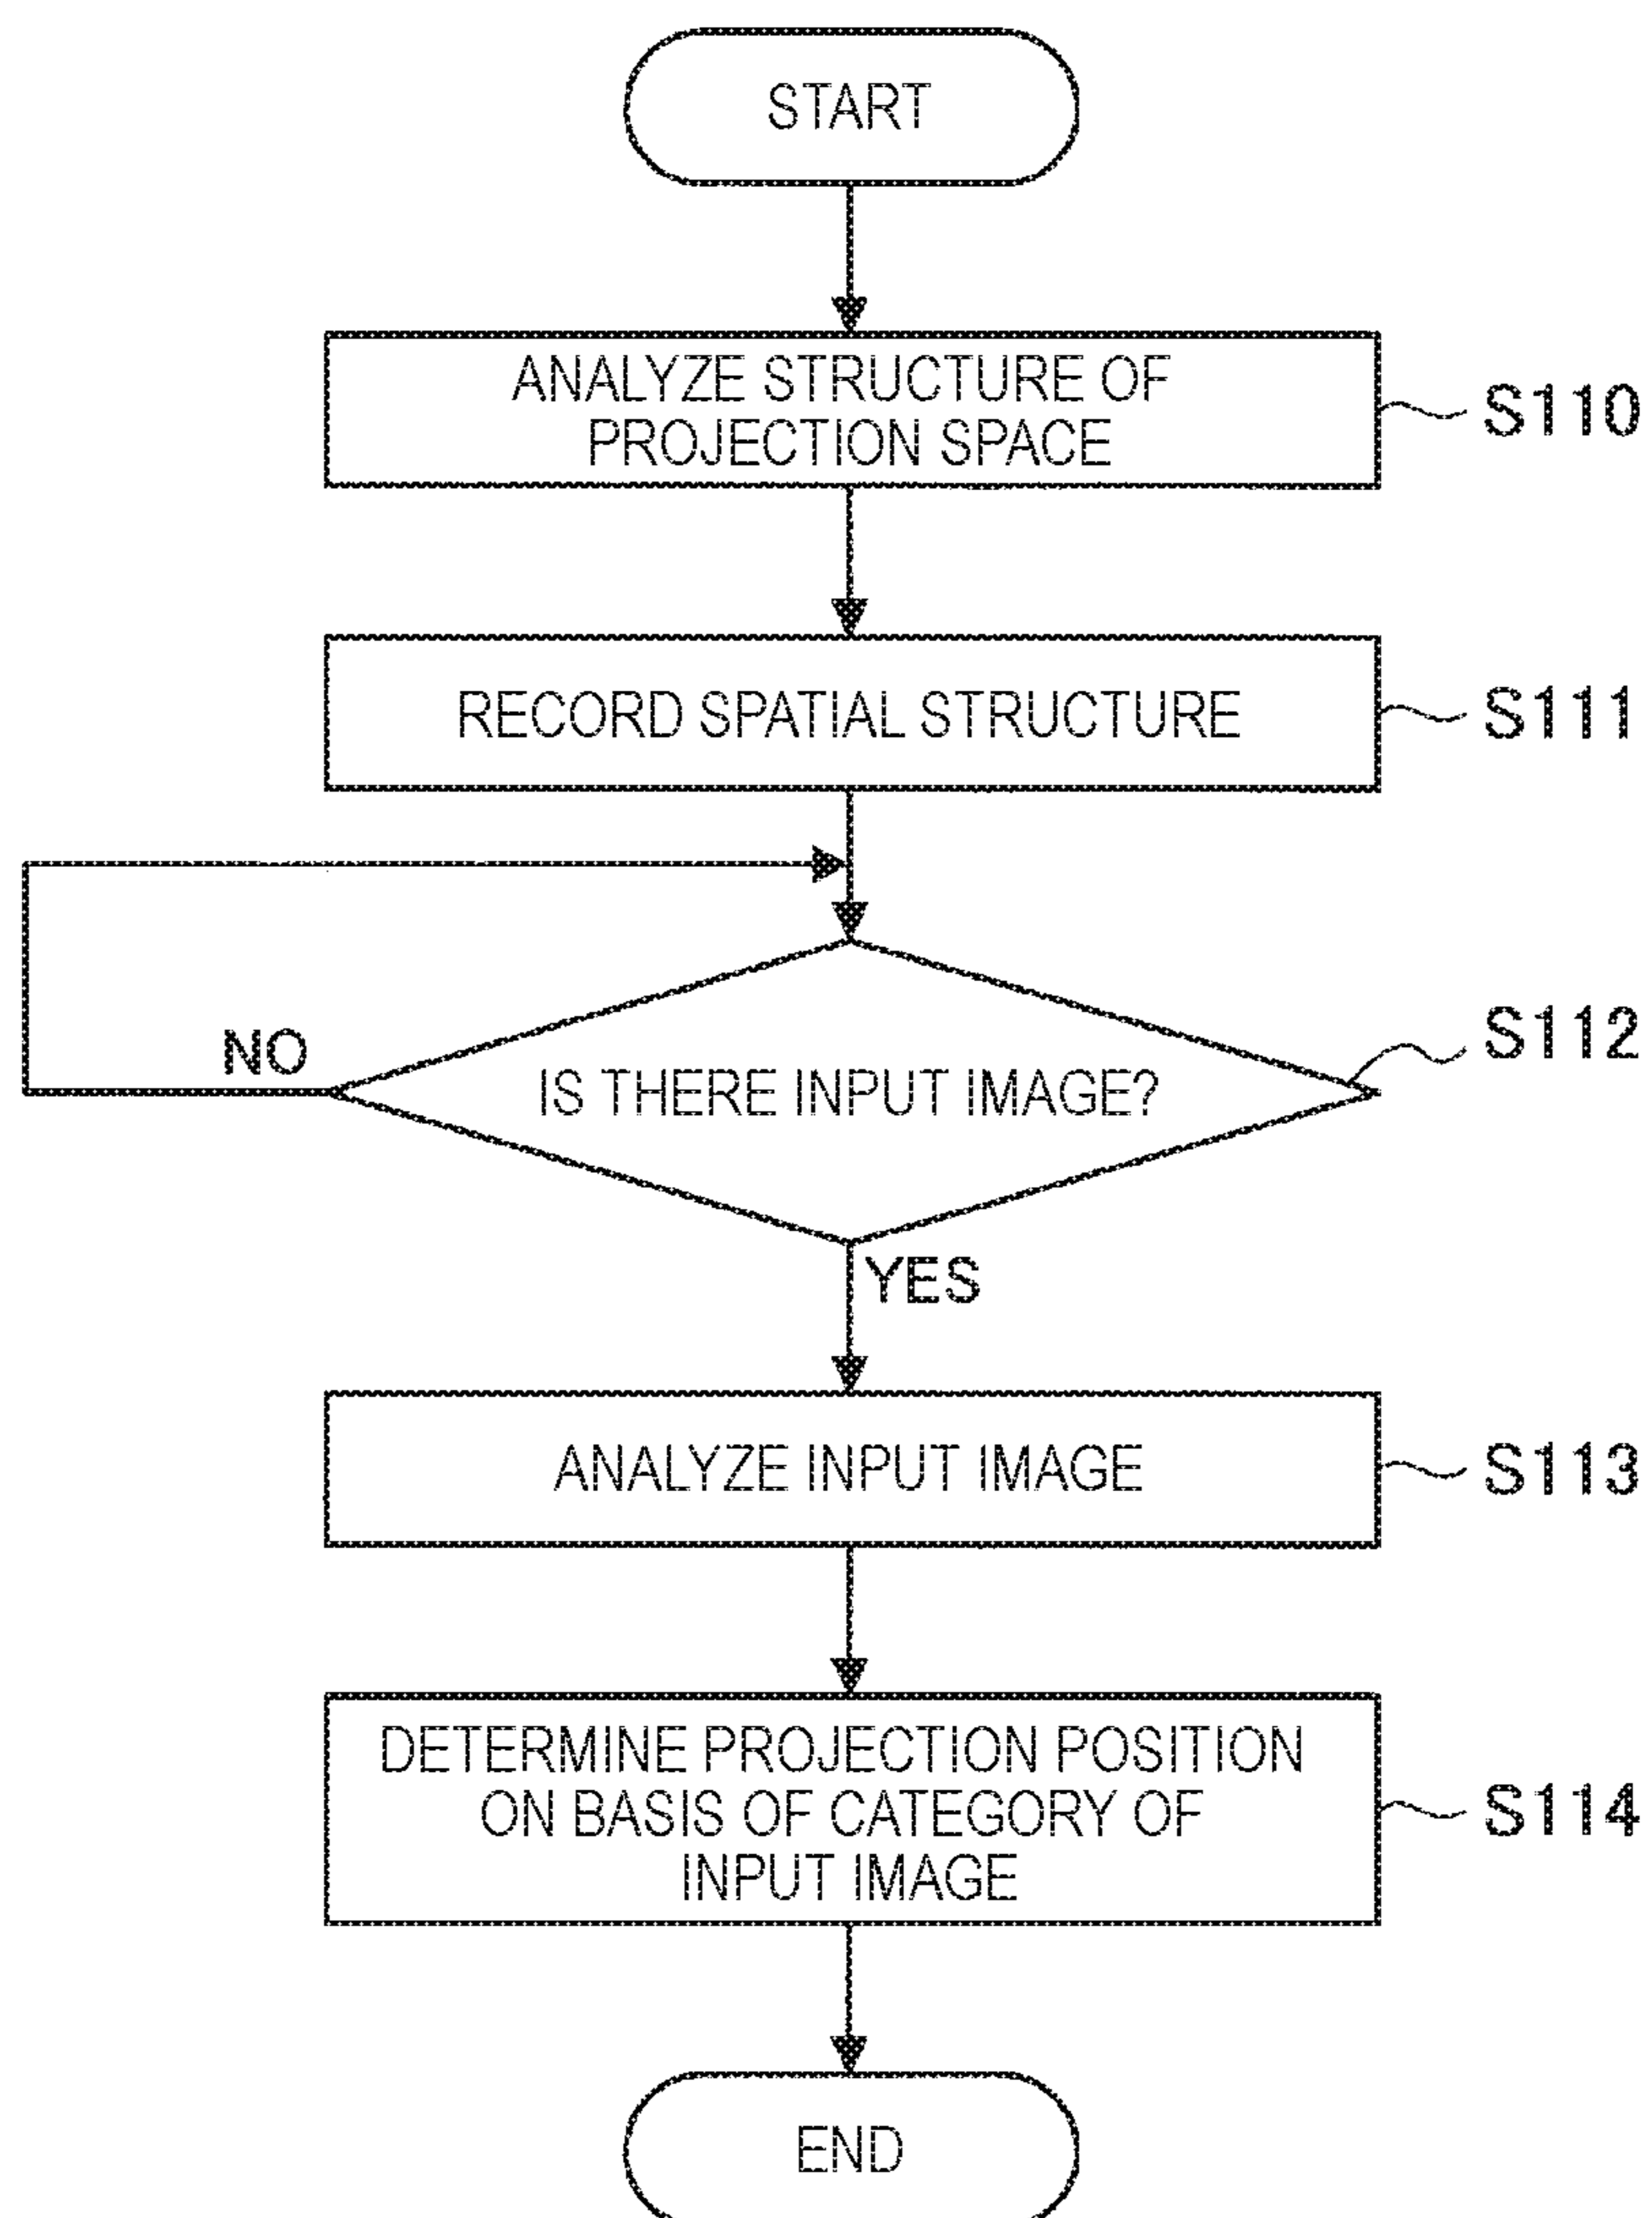 START
ANALYZE STRUCTURE OF
PROJECTION SPACE
S110
RECORD SPATIAL STRUCTURE
S111
NO
IS THERE INPUT IMAGE?
S112
YES
ANALYZE INPUT IMAGE
S113
DETERMINE PROJECTION POSITION
ON BASIS OF CATEGORY OF
INPUT IMAGE
S114
END